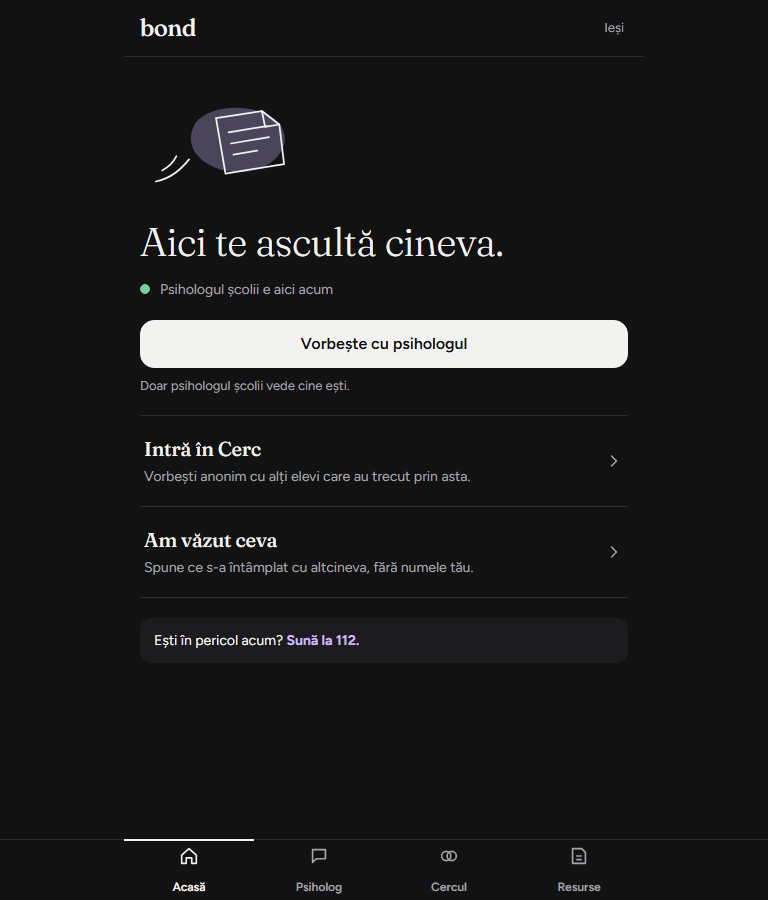 bond
Ieși
Aici te ascultă cineva.
Psihologul școlii e aici acum
Vorbește cu psihologul
Doar psihologul școlii vede cine ești.
Intră în Cerc
Vorbești anonim cu alți elevi care au trecut prin asta.
Am văzut ceva
Spune ce s-a întâmplat cu altcineva, fără numele tău.
Ești în pericol acum? Sună la 112.
Acasă
Psiholog
Cercul
Resurse